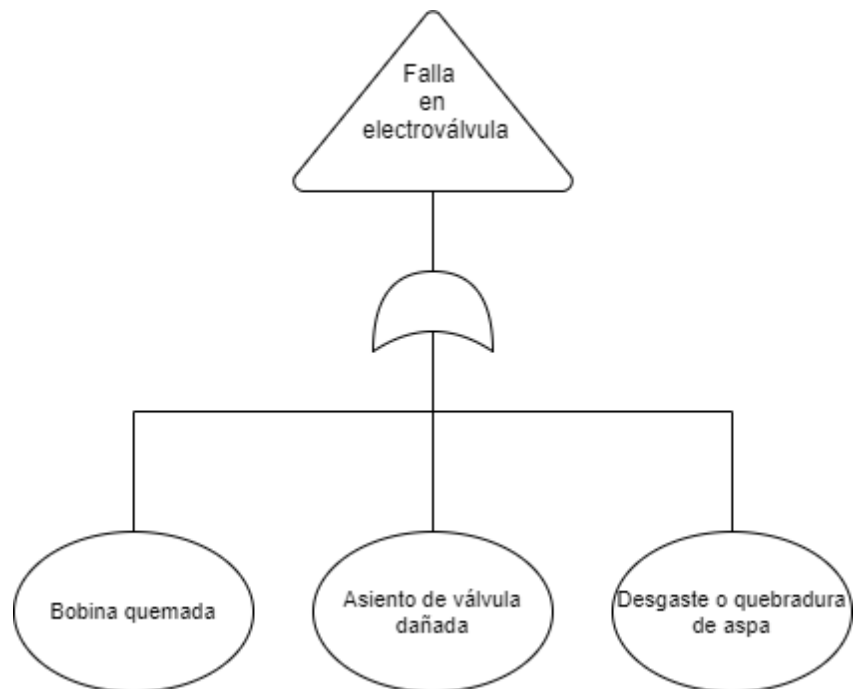 Falla
en
electroválvula
Bobina quemada
Asiento de válvula
dañada
Desgaste o quebradura
de aspa